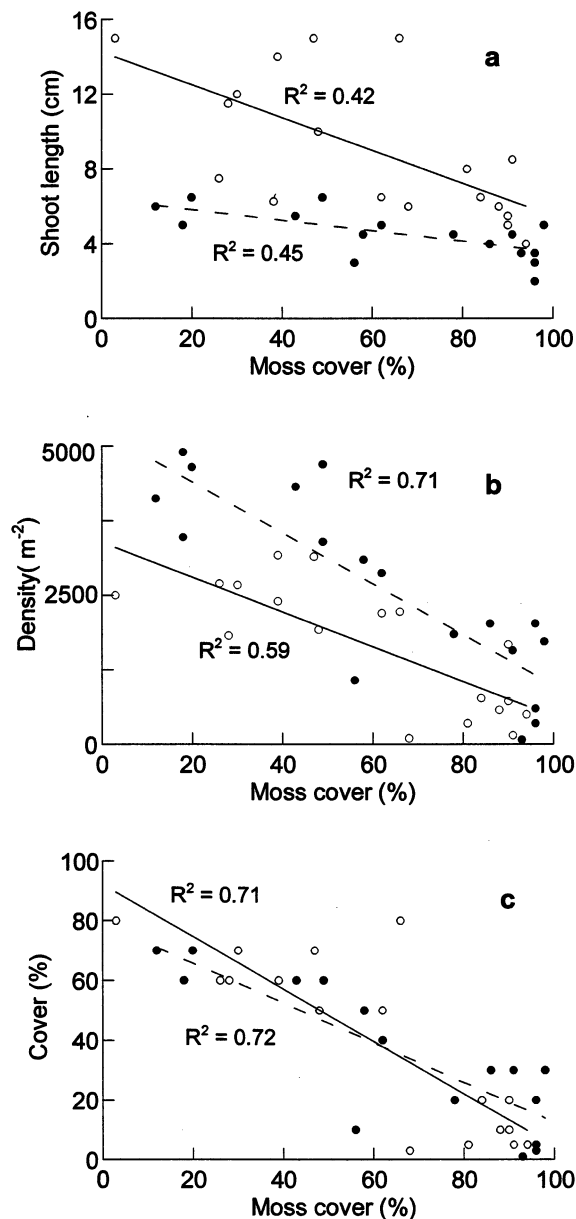 16
12
8
4
0
Shoot length (cm)
a
R² = 0.42
R² = 0.45
0 20 40 60 80 100
Moss cover (%)
5000
2500
0
Density( m⁻²)
b
R² = 0.71
R² = 0.59
0 20 40 60 80 100
Moss cover (%)
100
80
60
40
20
0
Cover (%)
c
R² = 0.71
R² = 0.72
0 20 40 60 80 100
Moss cover (%)